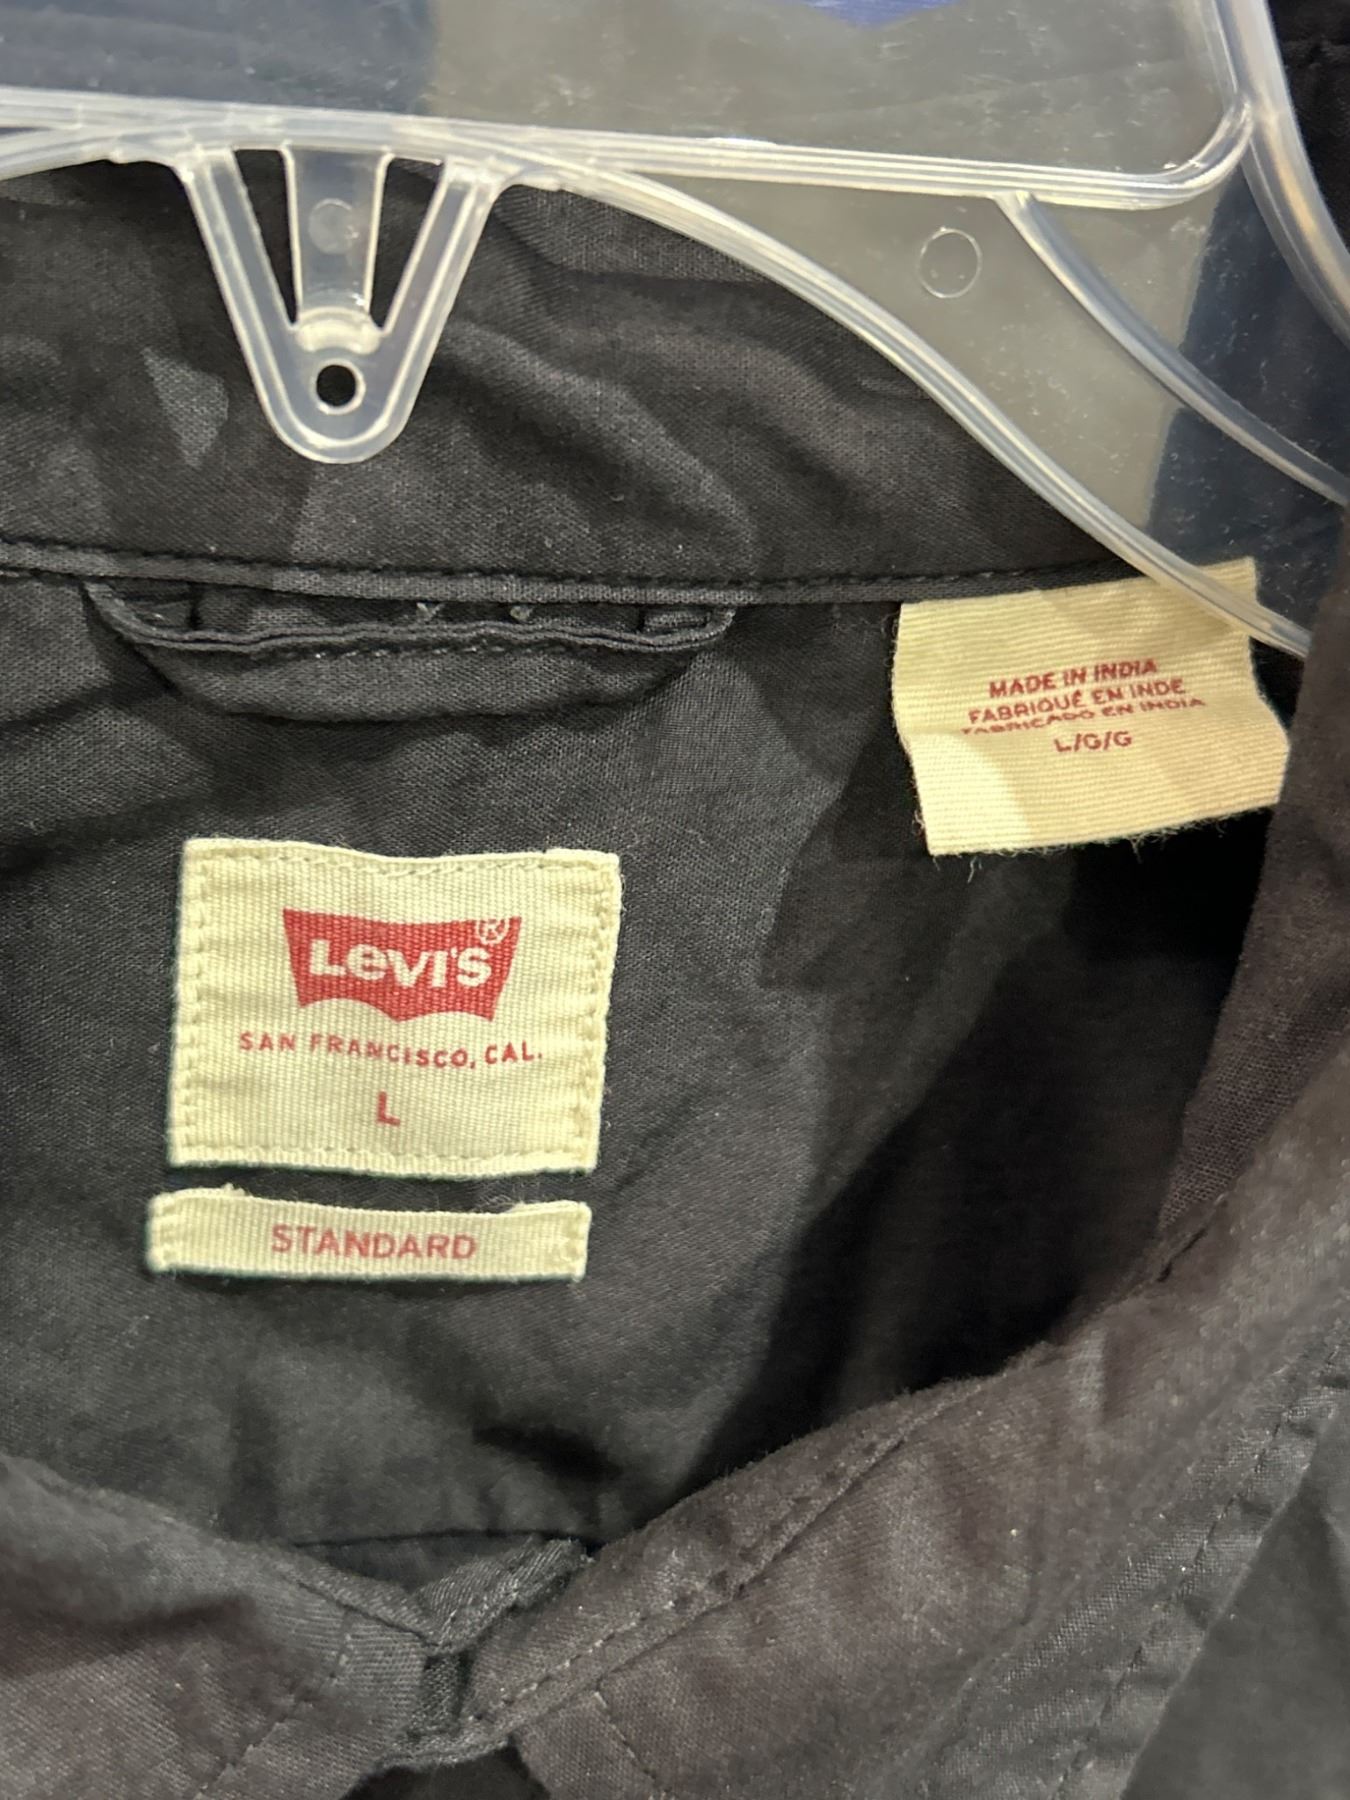 MADE IN INDIA
FABRIQUÉ EN INDE
FABRICADO EN INDIA
L/G/G
Levi's®
SAN FRANCISCO, CAL.
L
STANDARD